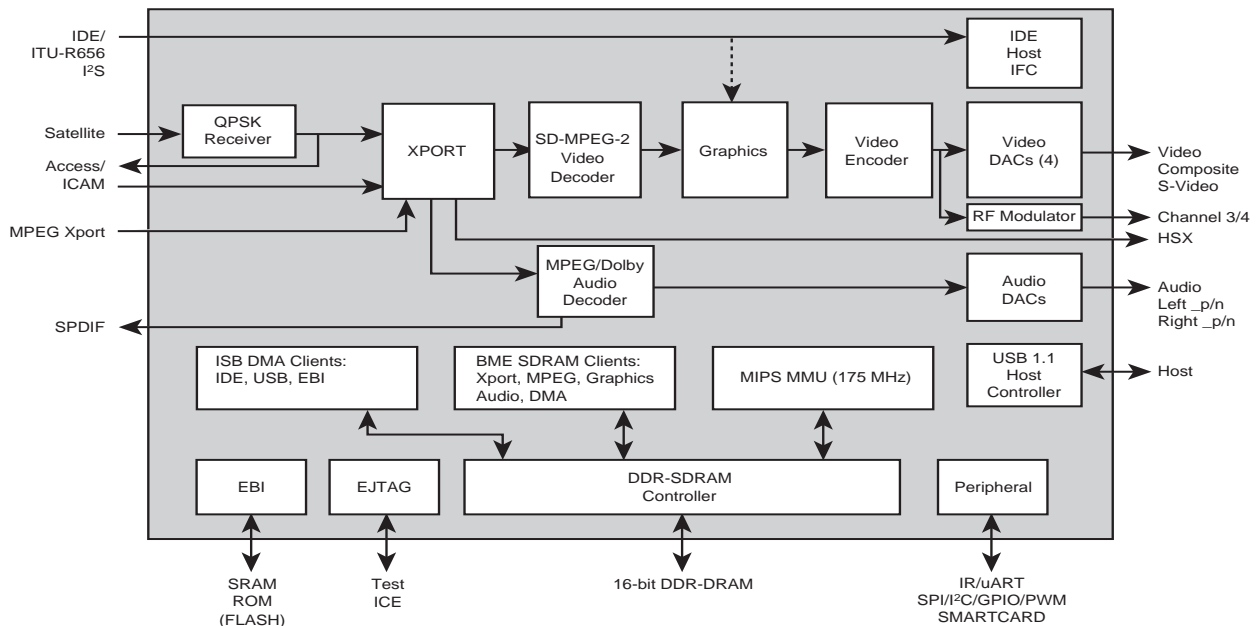 IDE/
ITU-R656
I²S
IDE
Host
IFC
Satellite
QPSK
Receiver
XPORT
SD-MPEG-2
Video
Decoder
Graphics
Video
Encoder
Video
DACs (4)
Video
Composite
S-Video
Access/
ICAM
RF Modulator
Channel 3/4
MPEG Xport
HSX
MPEG/Dolby
Audio
Decoder
Audio
DACs
Audio
Left _p/n
Right _p/n
SPDIF
ISB DMA Clients:
IDE, USB, EBI
BME SDRAM Clients:
Xport, MPEG, Graphics
Audio, DMA
MIPS MMU (175 MHz)
USB 1.1
Host
Controller
Host
EBI
EJTAG
DDR-SDRAM
Controller
Peripheral
SRAM
ROM
(FLASH)
Test
ICE
16-bit DDR-DRAM
IR/uART
SPI/I²C/GPIO/PWM
SMARTCARD